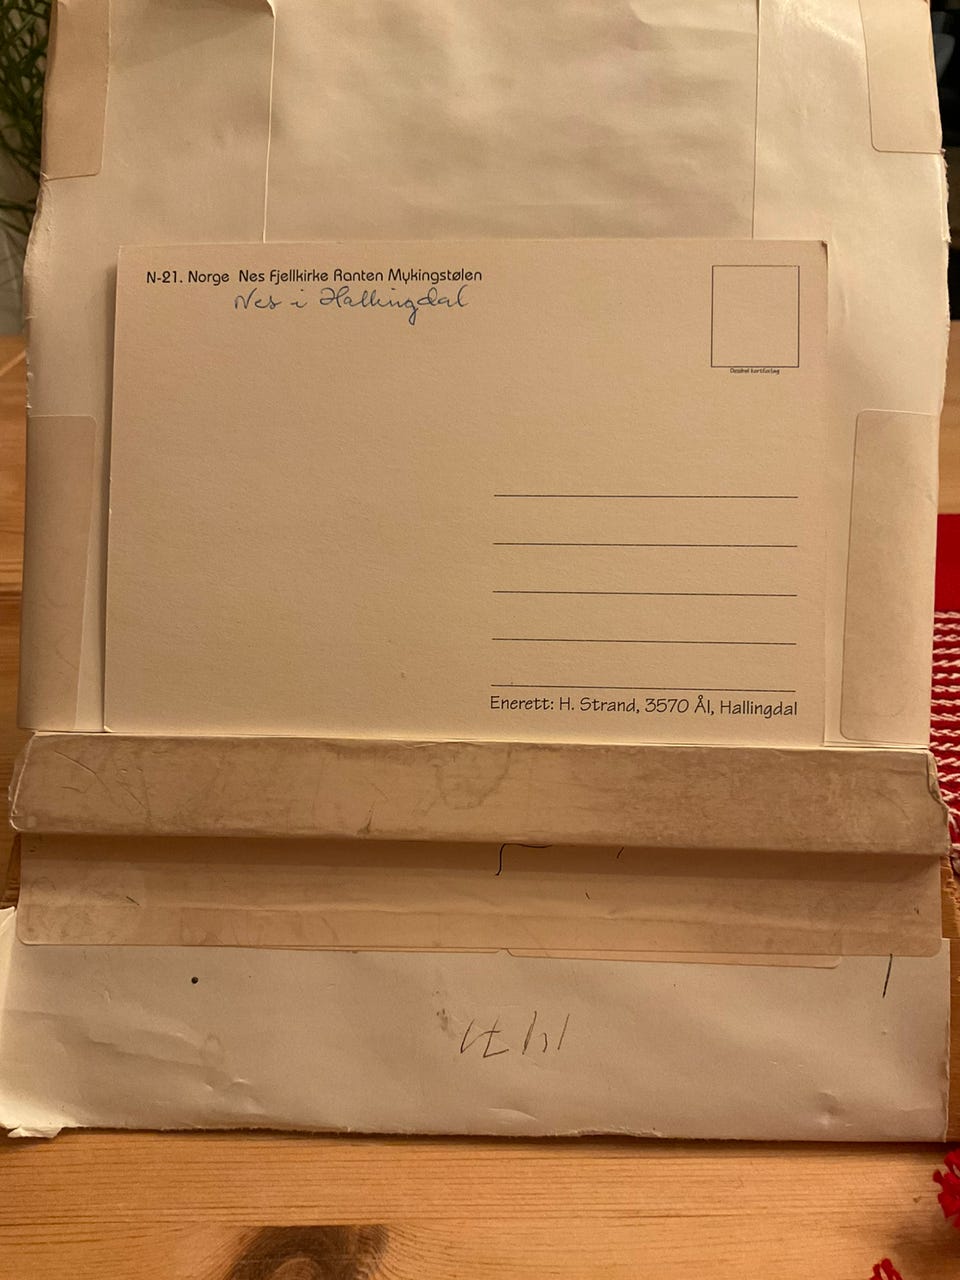 N-21. Norge Nes Fjellkirke Ranten Mykingstølen
Nes i Hallingdal
Enerett: H. Strand, 3570 Ål, Hallingdal